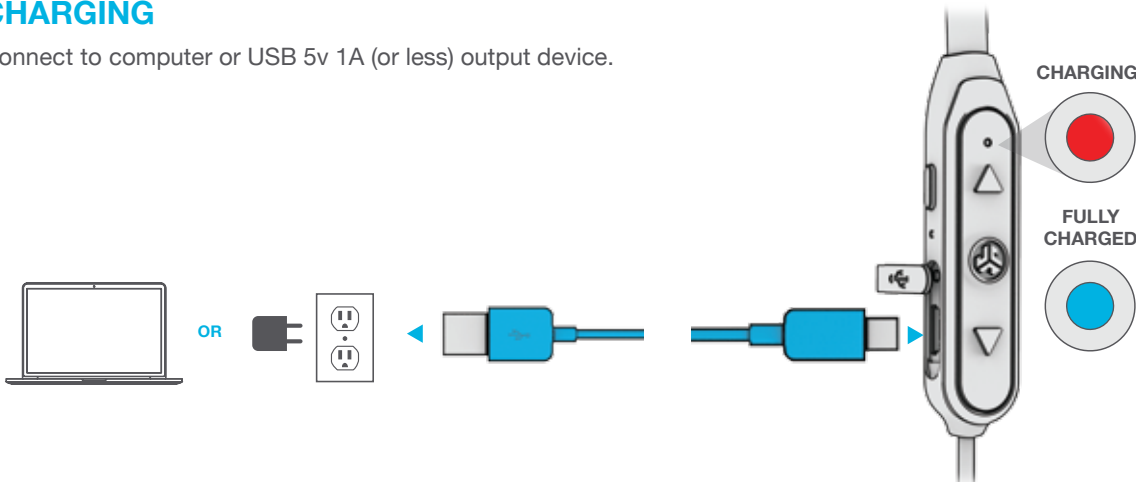 CHARGING
onnect to computer or USB 5v 1A (or less) output device.
CHARGING
FULLY
CHARGED
OR